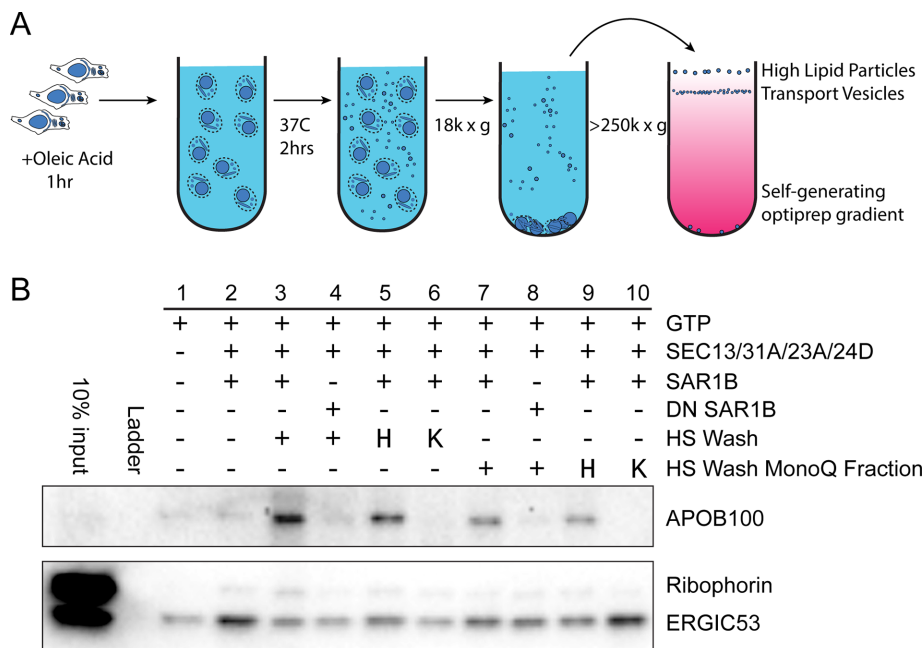 A
+Oleic Acid
1hr
37C
2hrs
18k x g
>250k x g
High Lipid Particles
Transport Vesicles
Self-generating
optiprep gradient
B
1 2 3 4 5 6 7 8 9 10
+ + + + + + + + + + GTP
- + + + + + + + + + SEC13/31A/23A/24D
- + + - + + + - + + SAR1B
- - - + - - - + - - DN SAR1B
- - + + H K - - - - HS Wash
- - - - - - + + H K HS Wash MonoQ Fraction
10% input
Ladder
APOB100
Ribophorin
ERGIC53